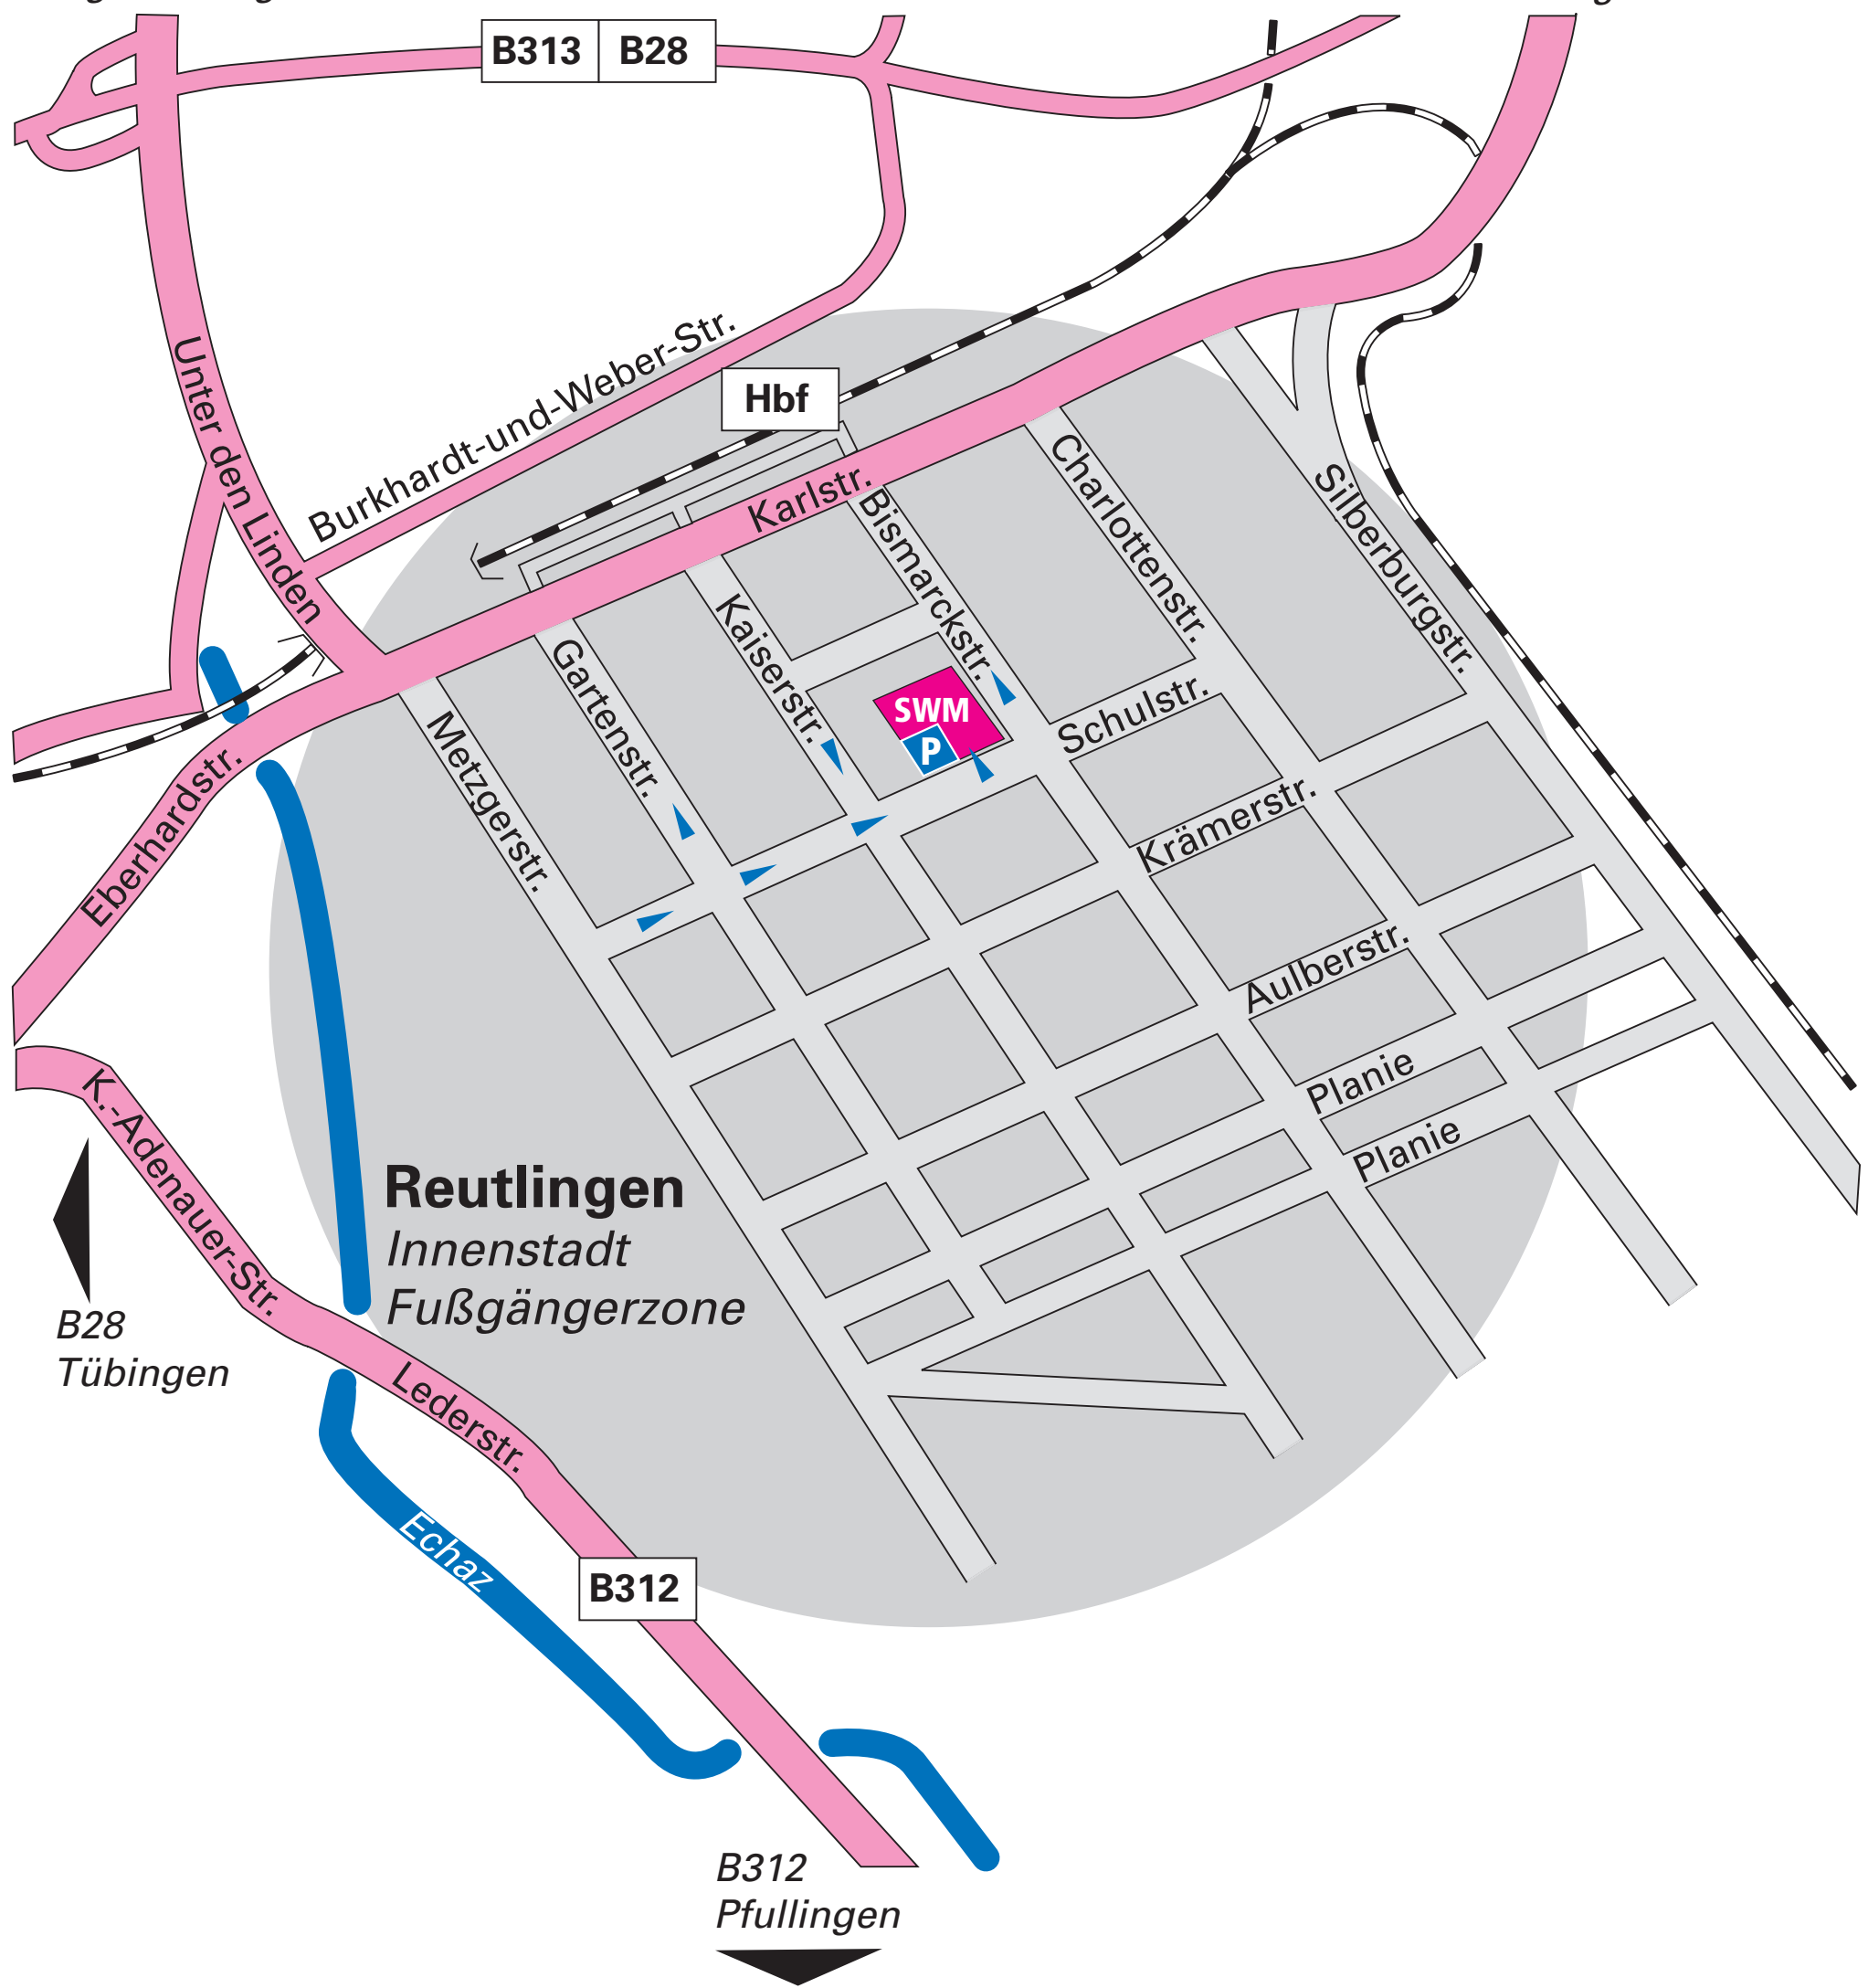 B313 B28
Burkhardt-und-Weber-Str.
Unter den Linden
Hbf
Karlstr.
Bismarckstr.
Charlottenstr.
Silberburgstr.
Kaiserstr.
Gartenstr.
Metzgerstr.
SWM
P
Schulstr.
Krämerstr.
Eberhardstr.
Aulberstr.
Planie
Planie
K.-Adenauer-Str.
Reutlingen
Innenstadt
Fußgängerzone
B28
Tübingen
Lederstr.
Echaz
B312
B312
Pfullingen